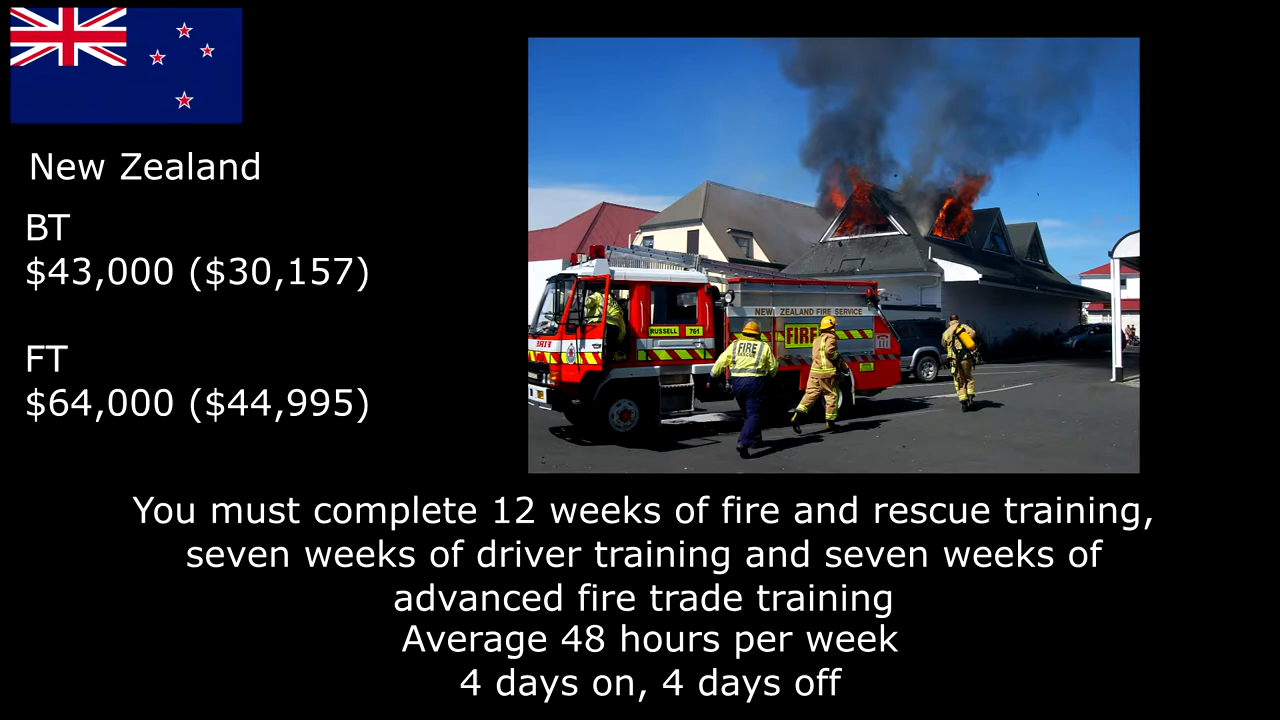 New Zealand
BT
$43,000 ($30,157)
FT
$64,000 ($44,995)
NEW ZEALAND FIRE SERVICE
FIRE
RUSSELL 761
FIRE
FIRE
You must complete 12 weeks of fire and rescue training,
seven weeks of driver training and seven weeks of
advanced fire trade training
Average 48 hours per week
4 days on, 4 days off